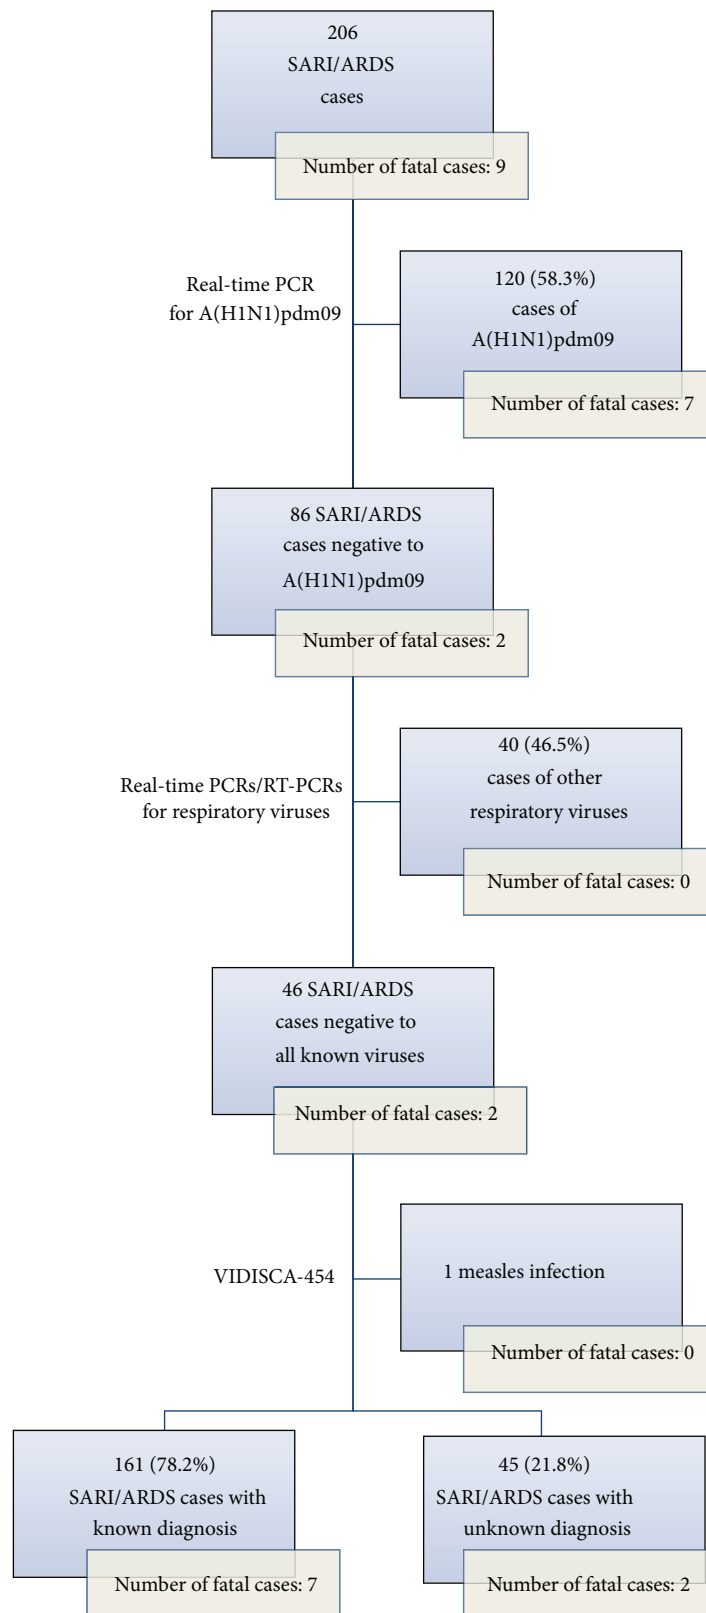 206
SARI/ARDS
cases
Number of fatal cases: 9
Real-time PCR
for A(H1N1)pdm09
120 (58.3%)
cases of
A(H1N1)pdm09
Number of fatal cases: 7
86 SARI/ARDS
cases negative to
A(H1N1)pdm09
Number of fatal cases: 2
Real-time PCRs/RT-PCRs
for respiratory viruses
40 (46.5%)
cases of other
respiratory viruses
Number of fatal cases: 0
46 SARI/ARDS
cases negative to
all known viruses
Number of fatal cases: 2
VIDISCA-454
1 measles infection
Number of fatal cases: 0
161 (78.2%)
SARI/ARDS cases with
known diagnosis
Number of fatal cases: 7
45 (21.8%)
SARI/ARDS cases with
unknown diagnosis
Number of fatal cases: 2